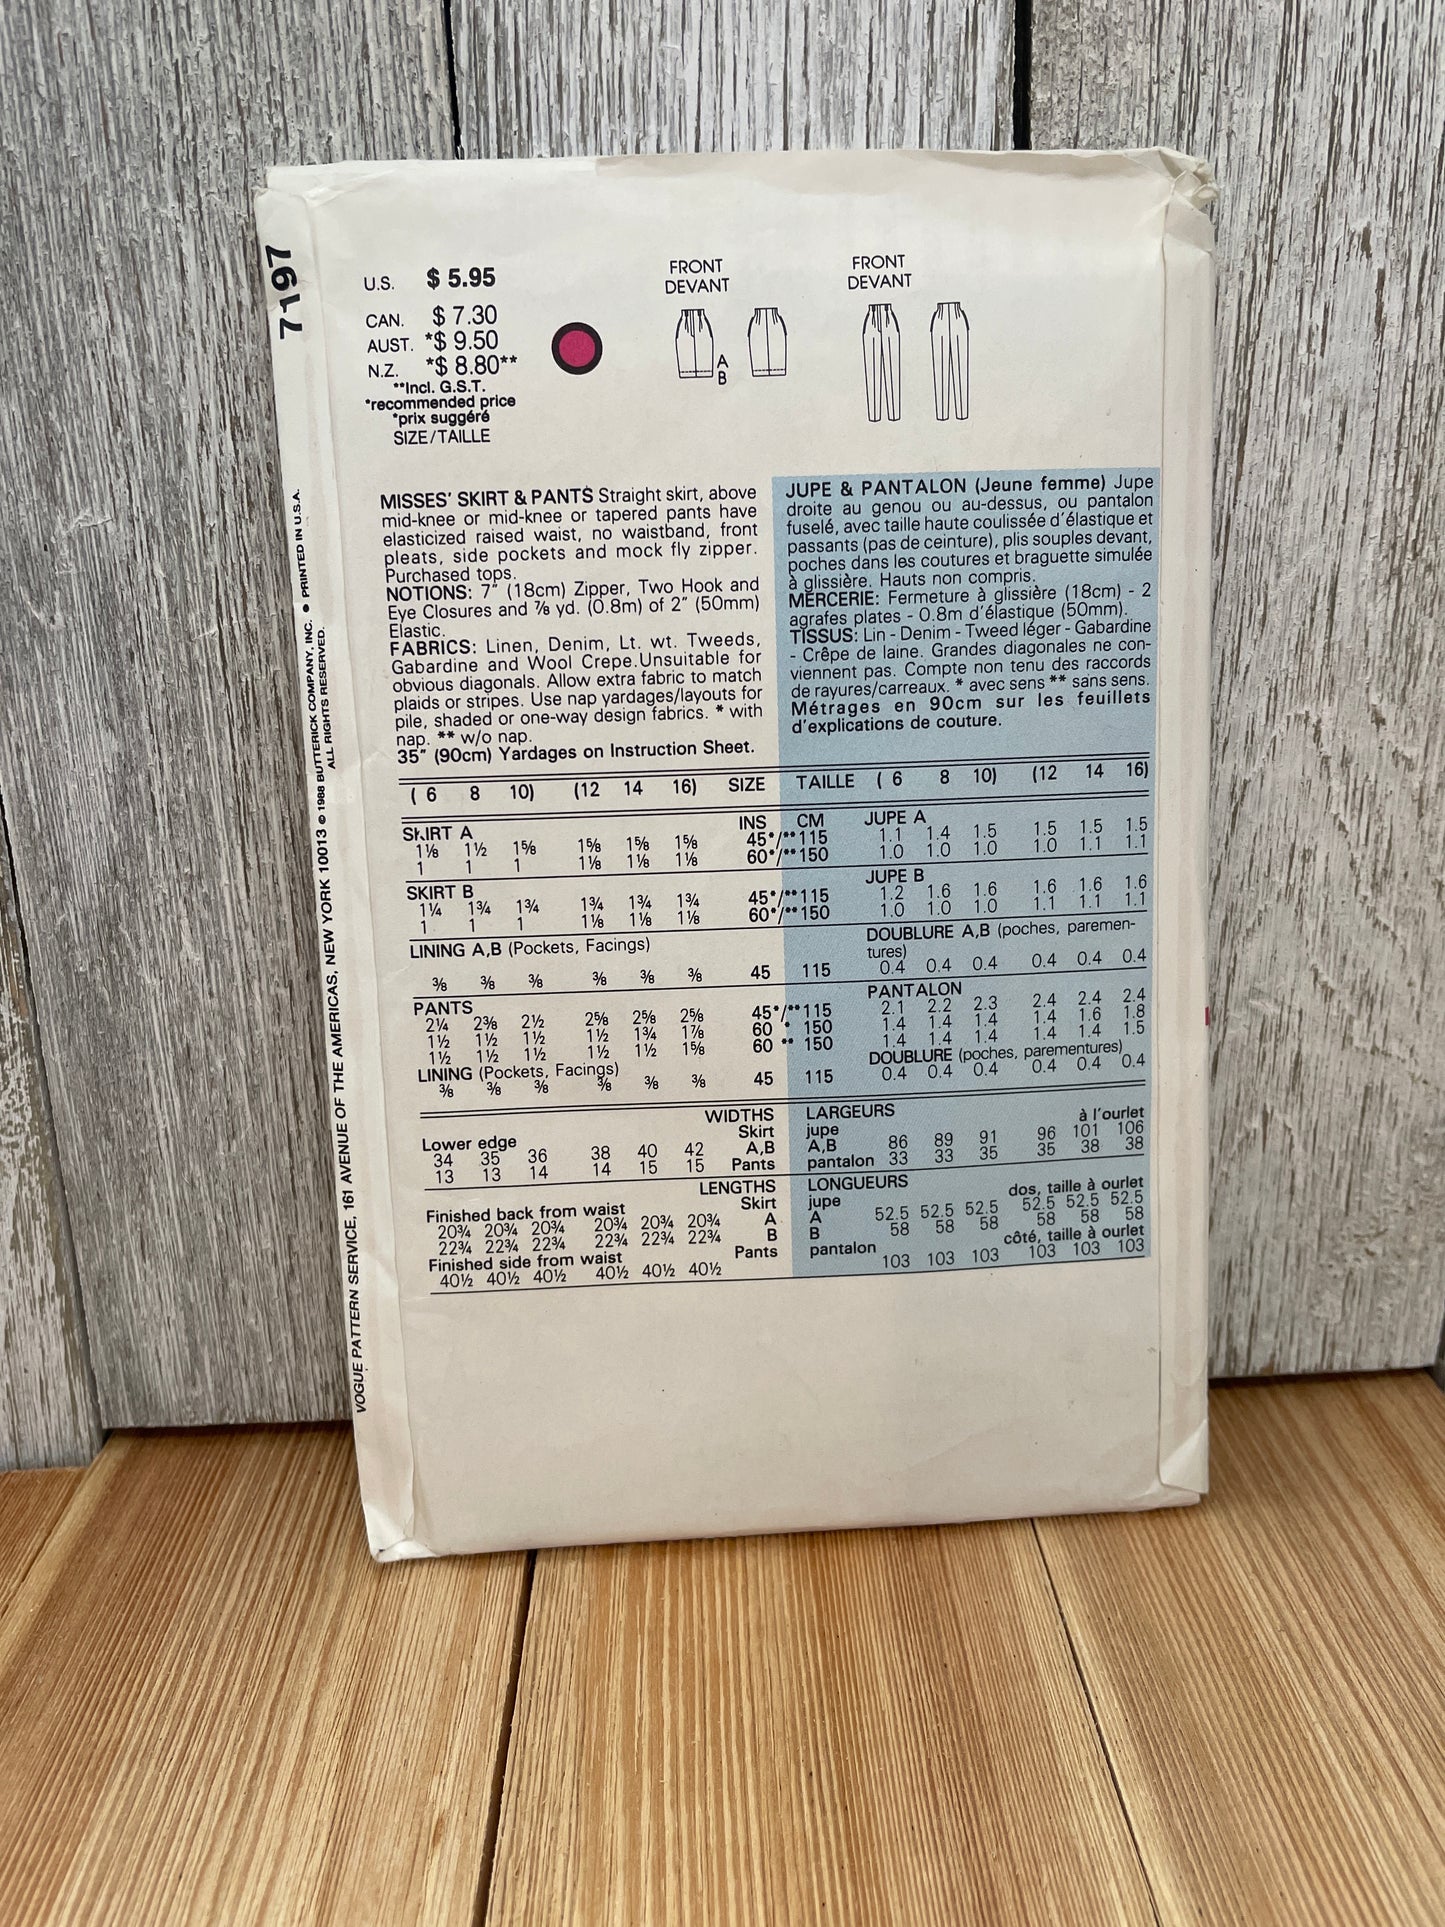 7197
U.S. $ 5.95
CAN. $ 7.30
AUST. *$ 9.50
N.Z. *$ 8.80**
**Incl. G.S.T.
*recommended price
*prix suggéré
SIZE/TAILLE
FRONT
DEVANT
A
B
FRONT
DEVANT
MISSES' SKIRT & PANTS Straight skirt, above
mid-knee or mid-knee or tapered pants have
elasticized raised waist, no waistband, front
pleats, side pockets and mock fly zipper.
Purchased tops.
NOTIONS: 7" (18cm) Zipper, Two Hook and
Eye Closures and ⅞ yd. (0.8m) of 2" (50mm)
Elastic.
FABRICS: Linen, Denim, Lt. wt. Tweeds,
Gabardine and Wool Crepe.Unsuitable for
obvious diagonals. Allow extra fabric to match
plaids or stripes. Use nap yardages/layouts for
pile, shaded or one-way design fabrics. * with
nap. ** w/o nap.
35" (90cm) Yardages on Instruction Sheet.
JUPE & PANTALON (Jeune femme) Jupe
droite au genou ou au-dessus, ou pantalon
fuselé, avec taille haute coulissée d'élastique et
passants (pas de ceinture), plis souples devant,
poches dans les coutures et braguette simulée
à glissière. Hauts non compris.
MERCERIE: Fermeture à glissière (18cm) - 2
agrafes plates - 0.8m d'élastique (50mm).
TISSUS: Lin - Denim - Tweed léger - Gabardine
- Crêpe de laine. Grandes diagonales ne con-
viennent pas. Compte non tenu des raccords
de rayures/carreaux. * avec sens ** sans sens.
Métrages en 90cm sur les feuillets
d'explications de couture.
( 6 8 10) (12 14 16) SIZE TAILLE ( 6 8 10) (12 14 16)
SKIRT A INS CM JUPE A
1⅛ 1½ 1⅝ 1⅝ 1⅝ 1⅝ 45*/**115 1.1 1.4 1.5 1.5 1.5 1.5
1 1 1 1⅛ 1⅛ 1⅛ 60*/**150 1.0 1.0 1.0 1.0 1.1 1.1
SKIRT B JUPE B
1¼ 1¾ 1¾ 1¾ 1¾ 1¾ 45*/**115 1.2 1.6 1.6 1.6 1.6 1.6
1 1 1 1⅛ 1⅛ 1⅛ 60*/**150 1.0 1.0 1.0 1.1 1.1 1.1
LINING A,B (Pockets, Facings) DOUBLURE A,B (poches, paremen-
tures)
⅜ ⅜ ⅜ ⅜ ⅜ ⅜ 45 115 0.4 0.4 0.4 0.4 0.4 0.4
PANTS PANTALON
2¼ 2⅜ 2½ 2⅝ 2⅝ 2⅝ 45*/**115 2.1 2.2 2.3 2.4 2.4 2.4
1½ 1½ 1½ 1½ 1¾ 1⅞ 60 * 150 1.4 1.4 1.4 1.4 1.6 1.8
1½ 1½ 1½ 1½ 1½ 1⅝ 60 ** 150 1.4 1.4 1.4 1.4 1.4 1.5
LINING (Pockets, Facings) DOUBLURE (poches, parementures)
⅜ ⅜ ⅜ ⅜ ⅜ ⅜ 45 115 0.4 0.4 0.4 0.4 0.4 0.4
WIDTHS LARGEURS à l'ourlet
Lower edge Skirt jupe
34 35 36 38 40 42 A,B A,B 86 89 91 96 101 106
13 13 14 14 15 15 Pants pantalon 33 33 35 35 38 38
LENGTHS LONGUEURS dos, taille à ourlet
Finished back from waist Skirt jupe
20¾ 20¾ 20¾ 20¾ 20¾ 20¾ A A 52.5 52.5 52.5 52.5 52.5 52.5
22¾ 22¾ 22¾ 22¾ 22¾ 22¾ B B 58 58 58 58 58 58
Finished side from waist Pants pantalon côté, taille à ourlet
40½ 40½ 40½ 40½ 40½ 40½ 103 103 103 103 103 103
VOGUE PATTERN SERVICE, 161 AVENUE OF THE AMERICAS, NEW YORK 10013 © 1988 BUTTERICK COMPANY, INC. ● PRINTED IN U.S.A.
ALL RIGHTS RESERVED.